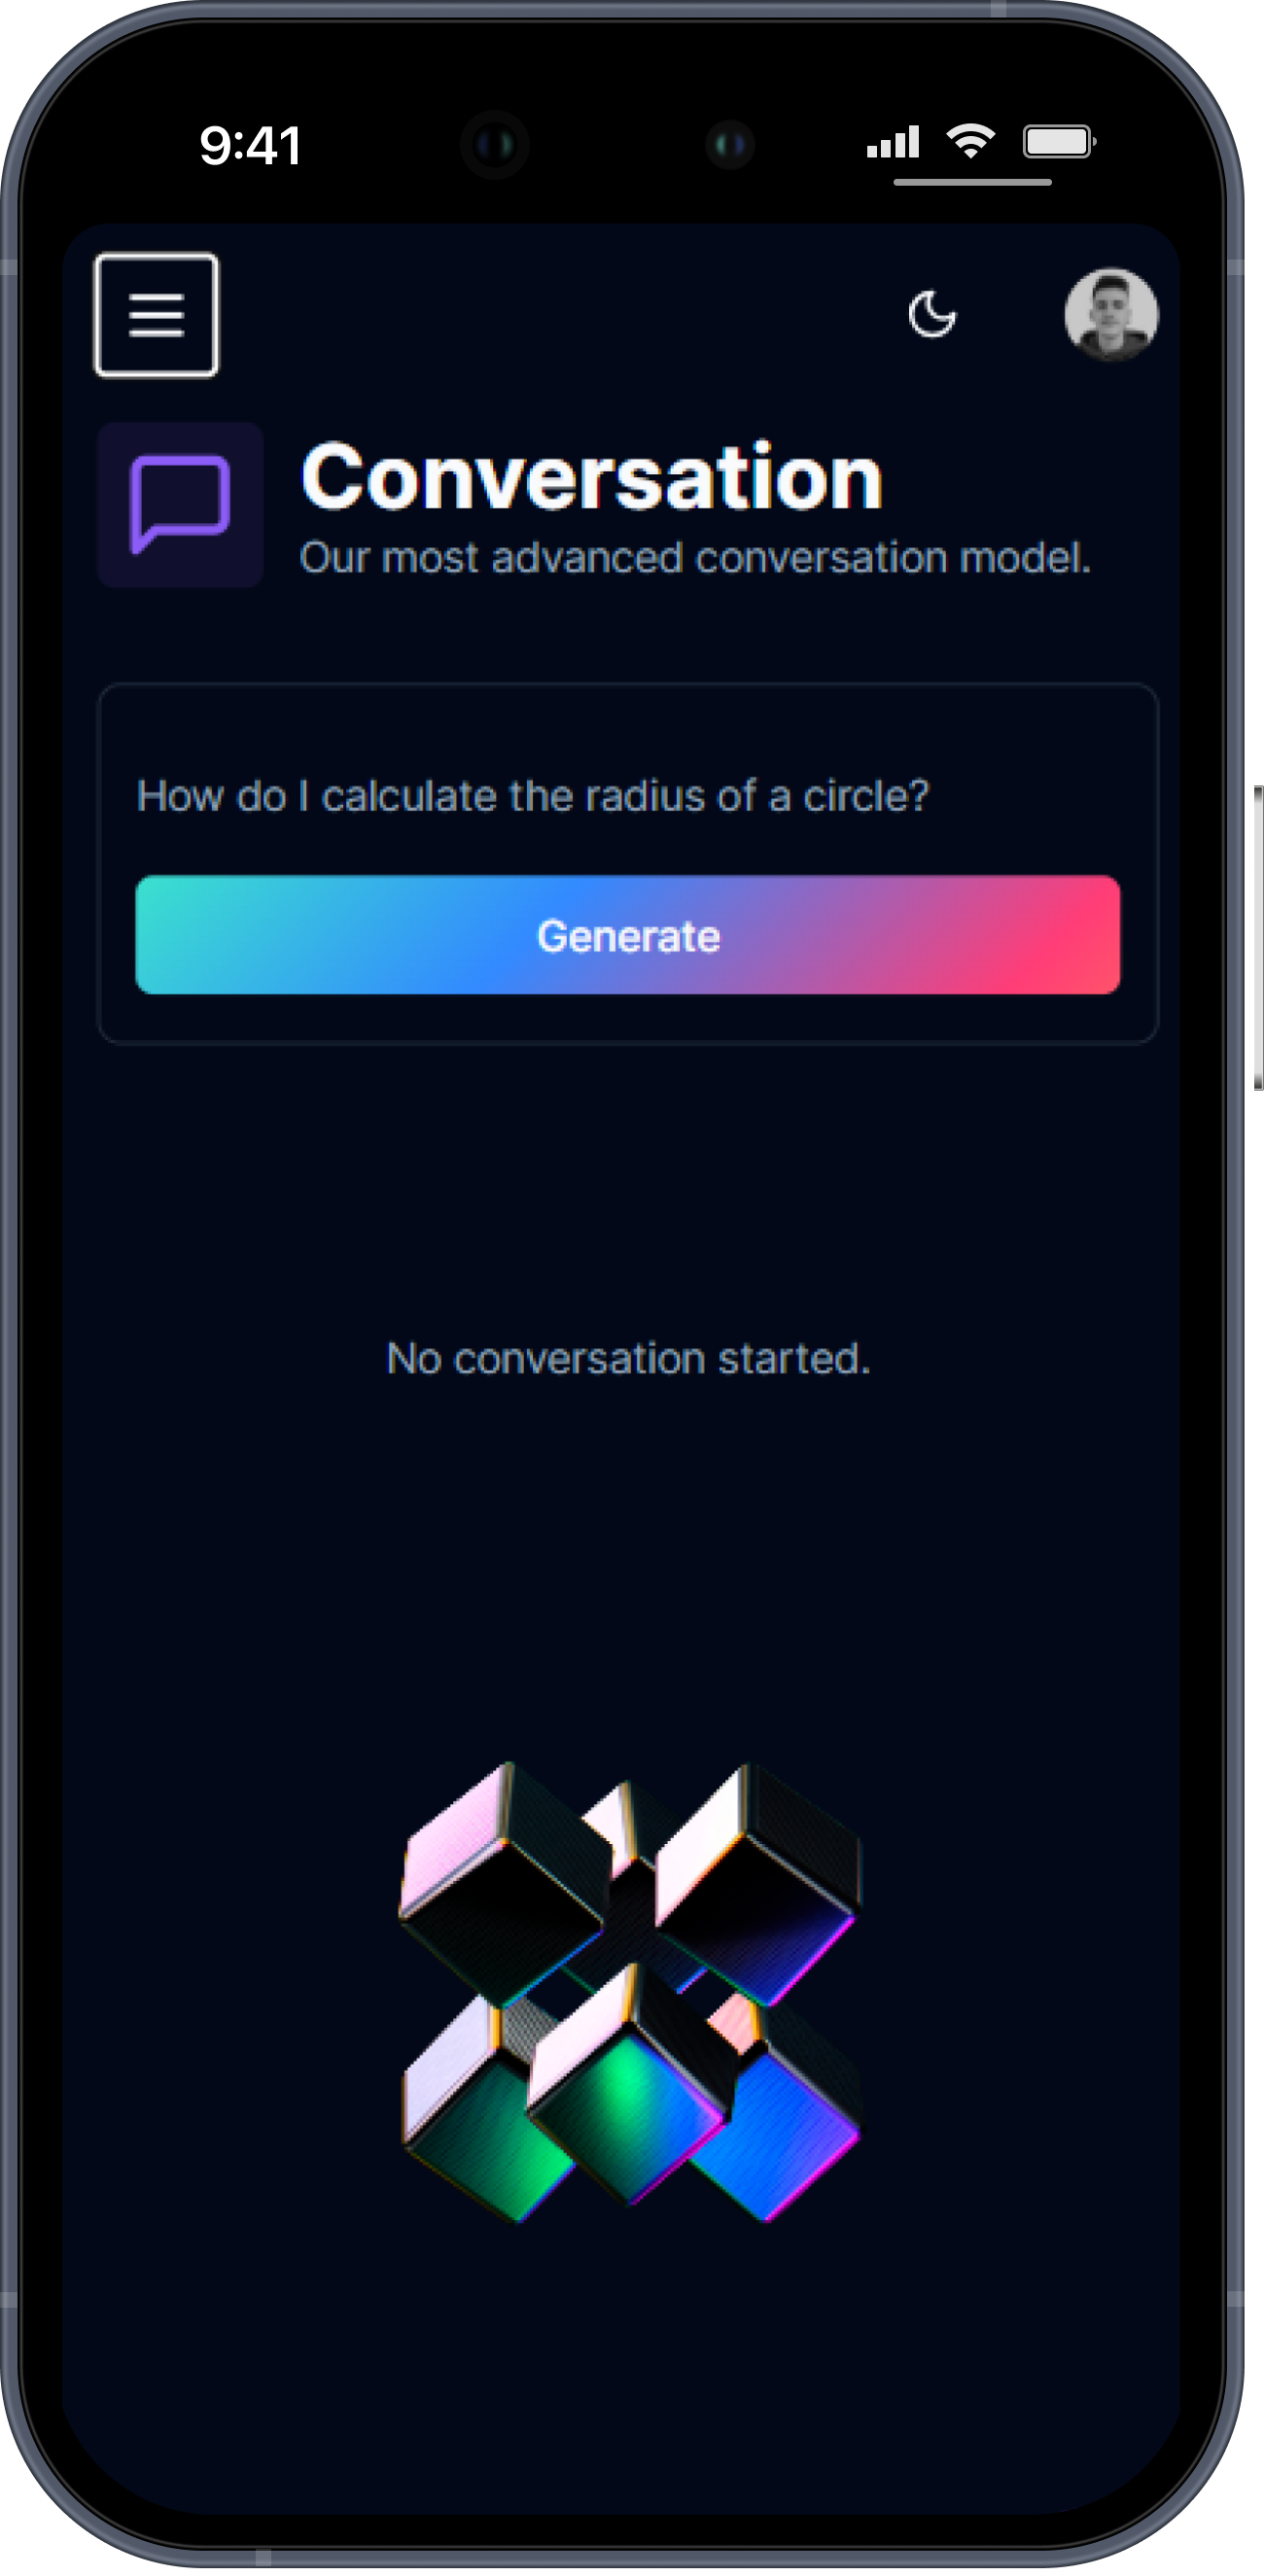 9:41
Conversation
Our most advanced conversation model.
How do I calculate the radius of a circle?
Generate
No conversation started.